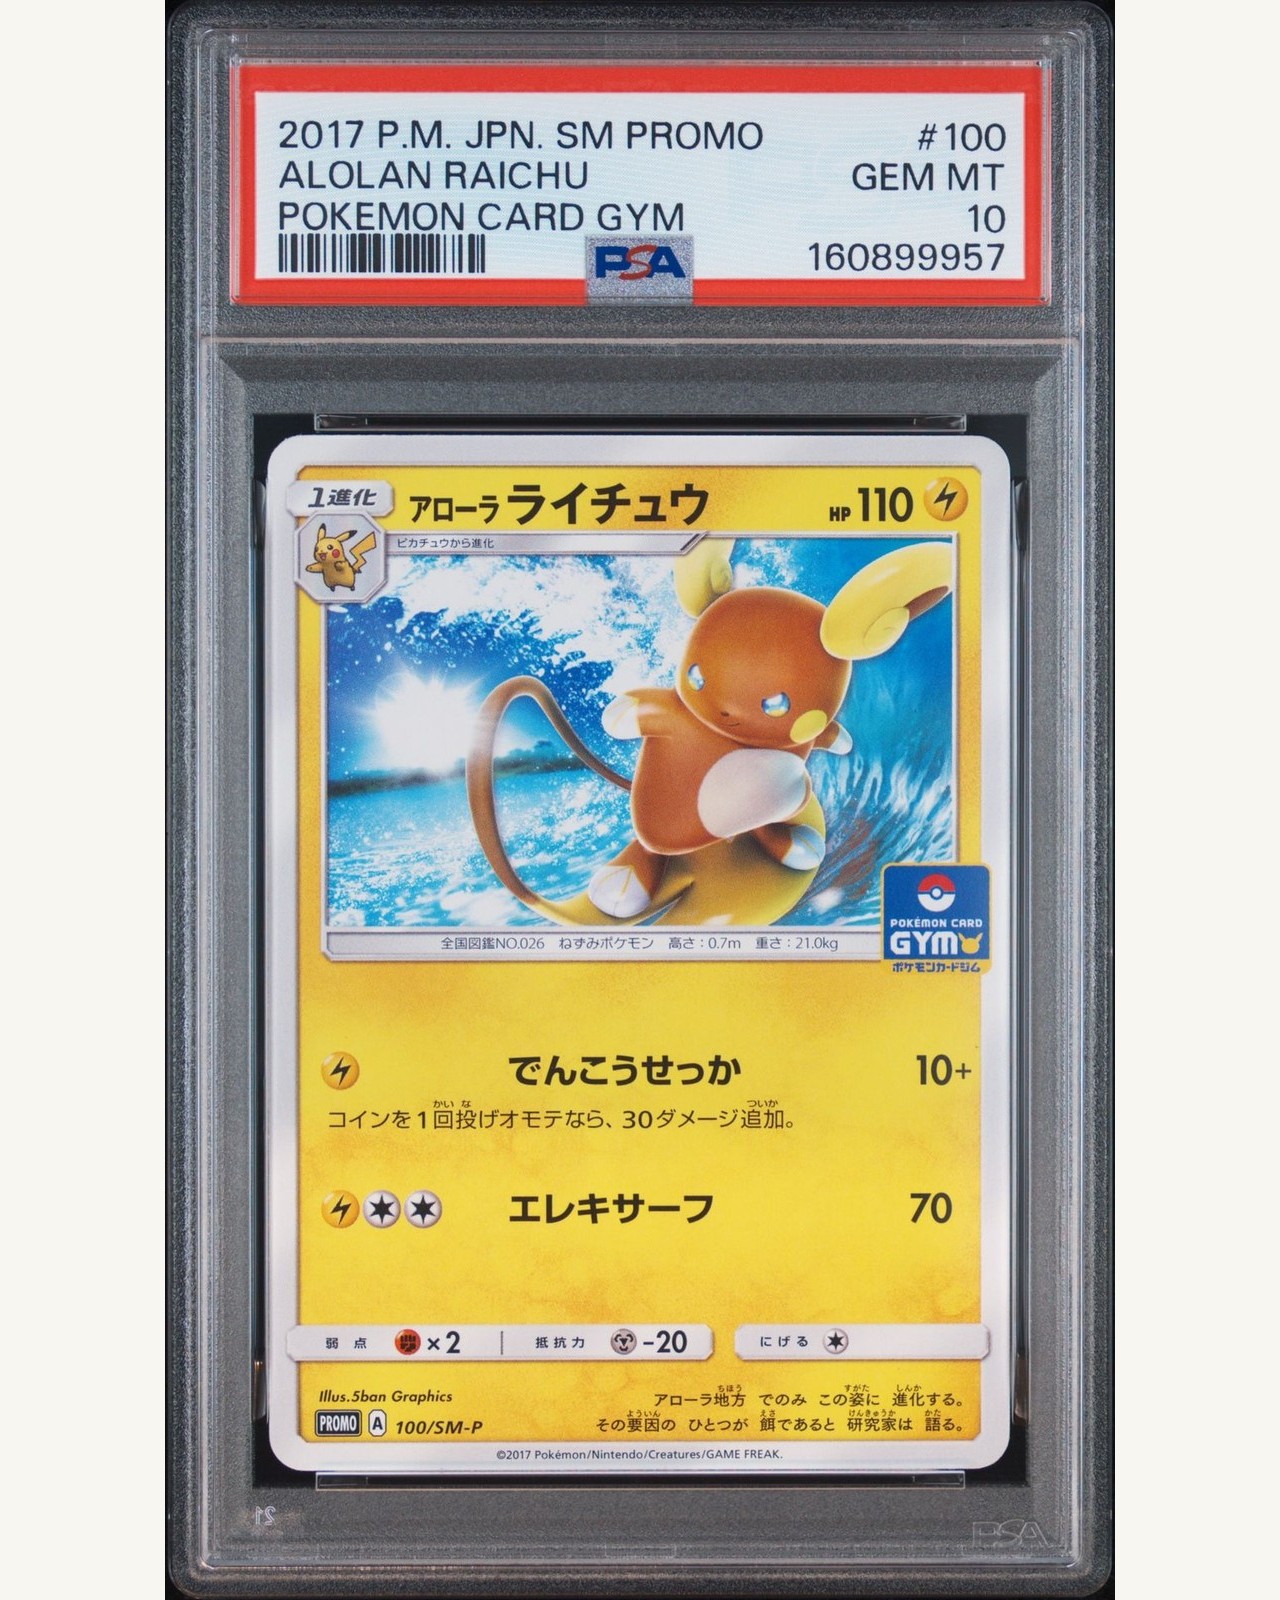 2017 P.M. JPN. SM PROMO #100
ALOLAN RAICHU GEM MT
POKEMON CARD GYM 10
PSA 160899957
1進化
アローラ ライチュウ HP 110
ピカチュウから進化
全国図鑑NO.026 ねずみポケモン 高さ：0.7m 重さ：21.0kg
POKÉMON CARD
GYM
ポケモンカードジム
でんこうせっか 10+
コインを1回投げオモテなら、30ダメージ追加。
エレキサーフ 70
弱点 ×2 抵抗力 -20 にげる
Illus.5ban Graphics
アローラ地方 でのみ この姿に 進化する。
その要因の ひとつが 餌であると 研究家は 語る。
PROMO A 100/SM-P
©2017 Pokémon/Nintendo/Creatures/GAME FREAK.
21
PSA